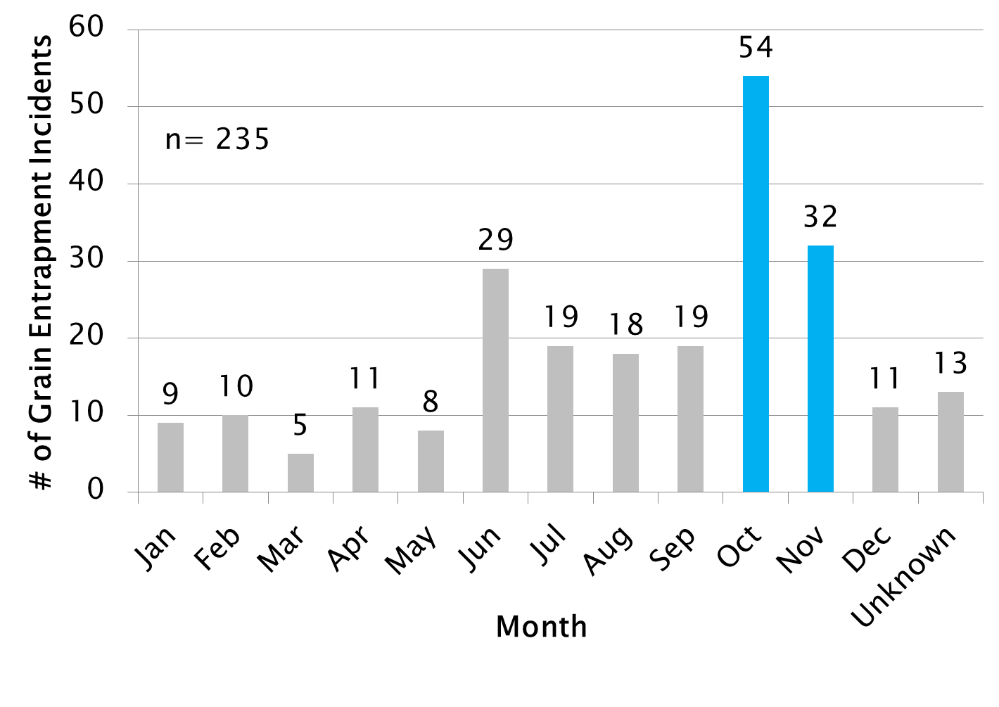 # of Grain Entrapment Incidents
60
50
40
30
20
10
0
n= 235
9
10
5
11
8
29
19
18
19
54
32
11
13
Jan
Feb
Mar
Apr
May
Jun
Jul
Aug
Sep
Oct
Nov
Dec
Unknown
Month